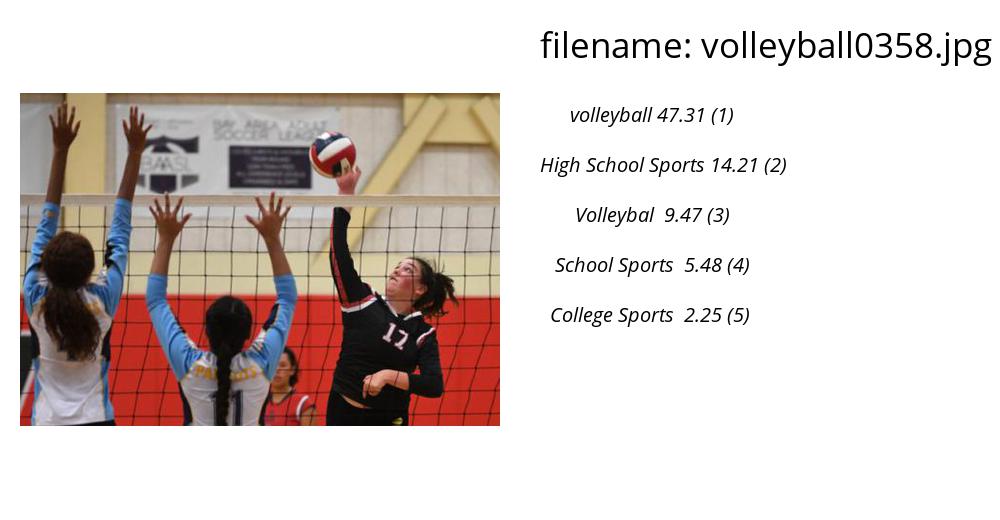 filename: volleyball0358.jpg
volleyball 47.31 (1)
High School Sports 14.21 (2)
Volleybal 9.47 (3)
School Sports 5.48 (4)
College Sports 2.25 (5)
BAY AREA ADULT
SOCCER LEAGUE
BAASL
17